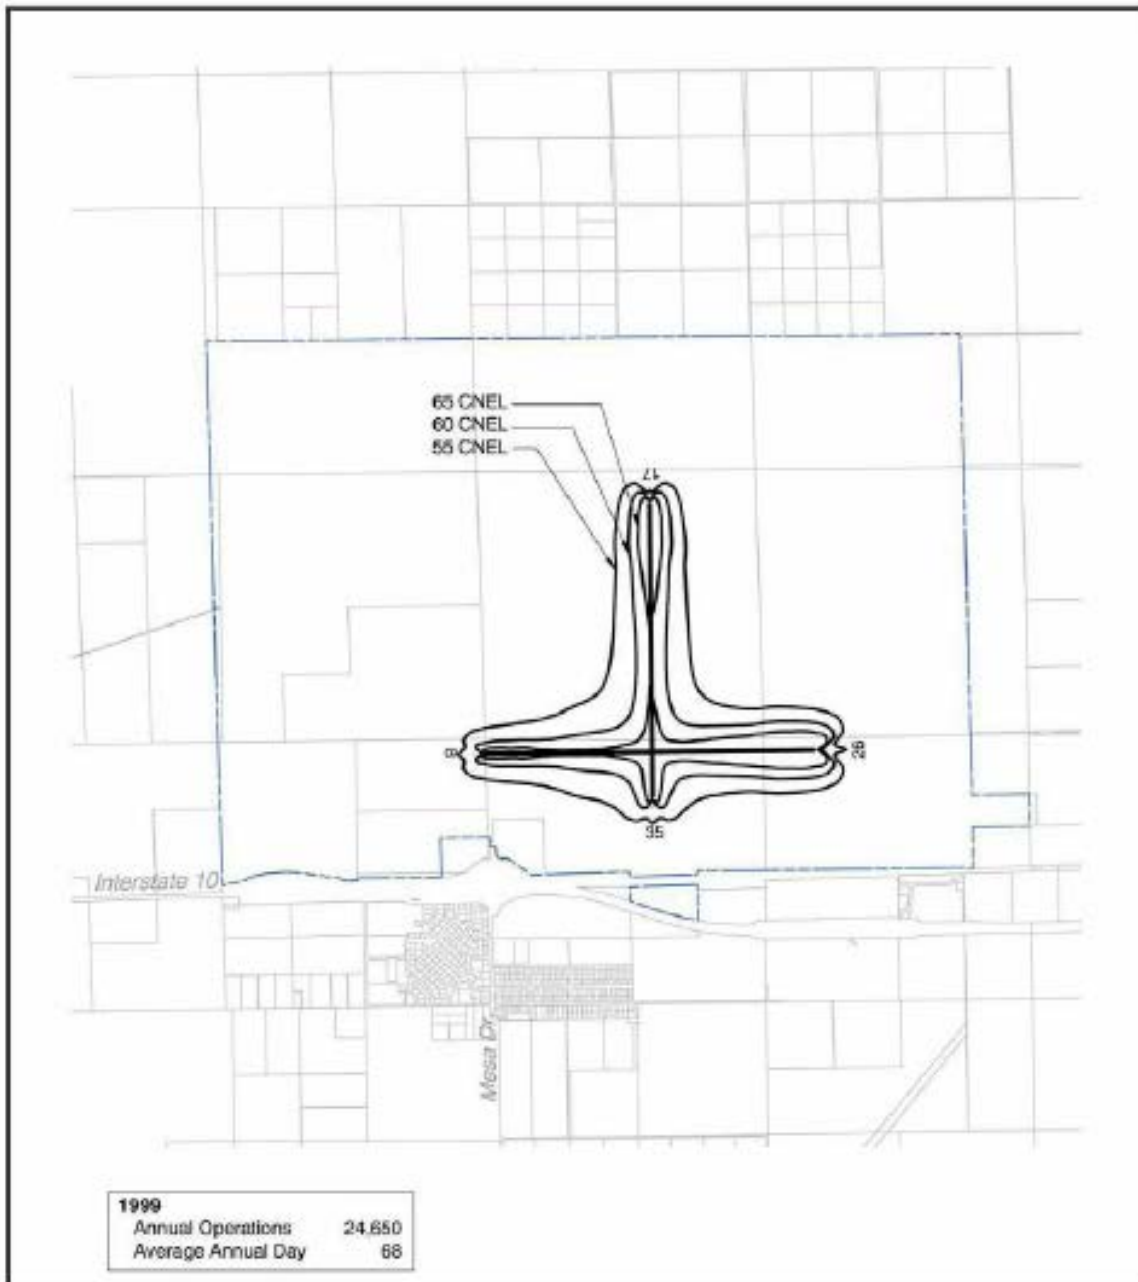 65 CNEL
60 CNEL
55 CNEL
17
8
26
35
Interstate 10
Mesa Dr
1999
Annual Operations 24,650
Average Annual Day 68